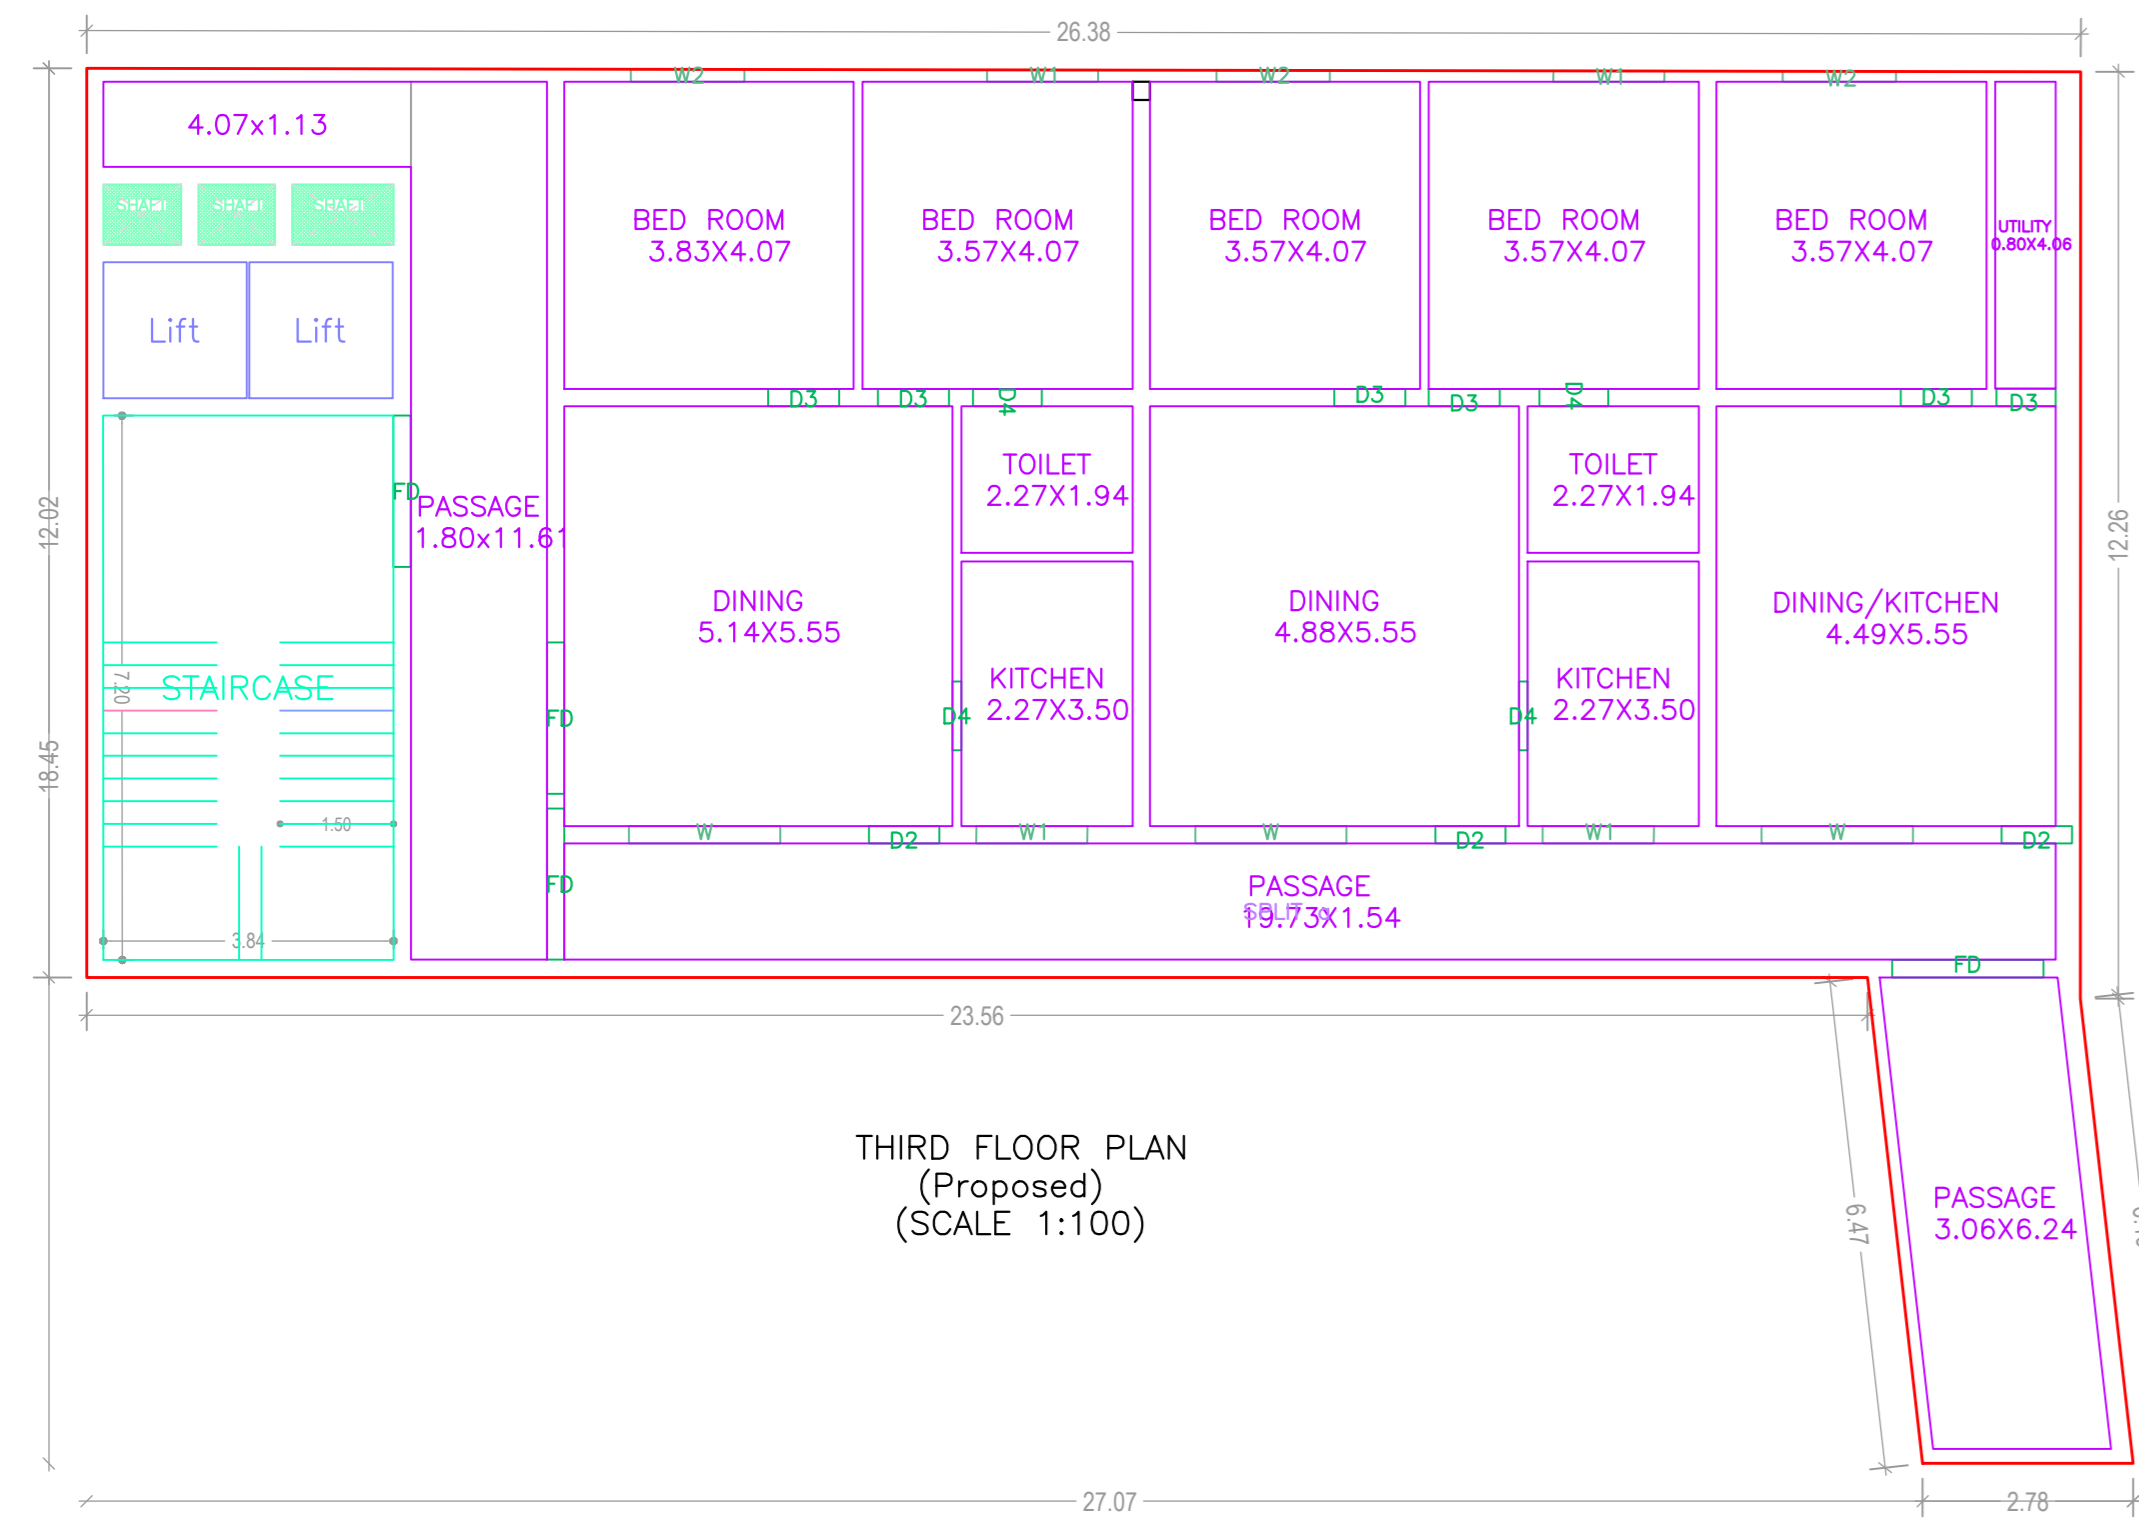 26.38
W2
W1
W2
W1
W2
4.07x1.13
SHAFT
SHAFT
SHAFT
BED ROOM
3.83X4.07
BED ROOM
3.57X4.07
BED ROOM
3.57X4.07
BED ROOM
3.57X4.07
BED ROOM
3.57X4.07
UTILITY
0.80X4.06
Lift
Lift
D3
D3
D4
D3
D3
D4
D3
D3
12.02
FD
PASSAGE
1.80x11.61
TOILET
2.27X1.94
TOILET
2.27X1.94
12.26
DINING
5.14X5.55
DINING
4.88X5.55
DINING/KITCHEN
4.49X5.55
7.20
STAIRCASE
KITCHEN
2.27X3.50
KITCHEN
2.27X3.50
FD
D4
D4
18.45
1.50
W
D2
W1
W
D2
W1
W
D2
FD
PASSAGE
19.73X1.54
3.84
FD
23.56
THIRD FLOOR PLAN
(Proposed)
(SCALE 1:100)
6.47
PASSAGE
3.06X6.24
27.07
2.78